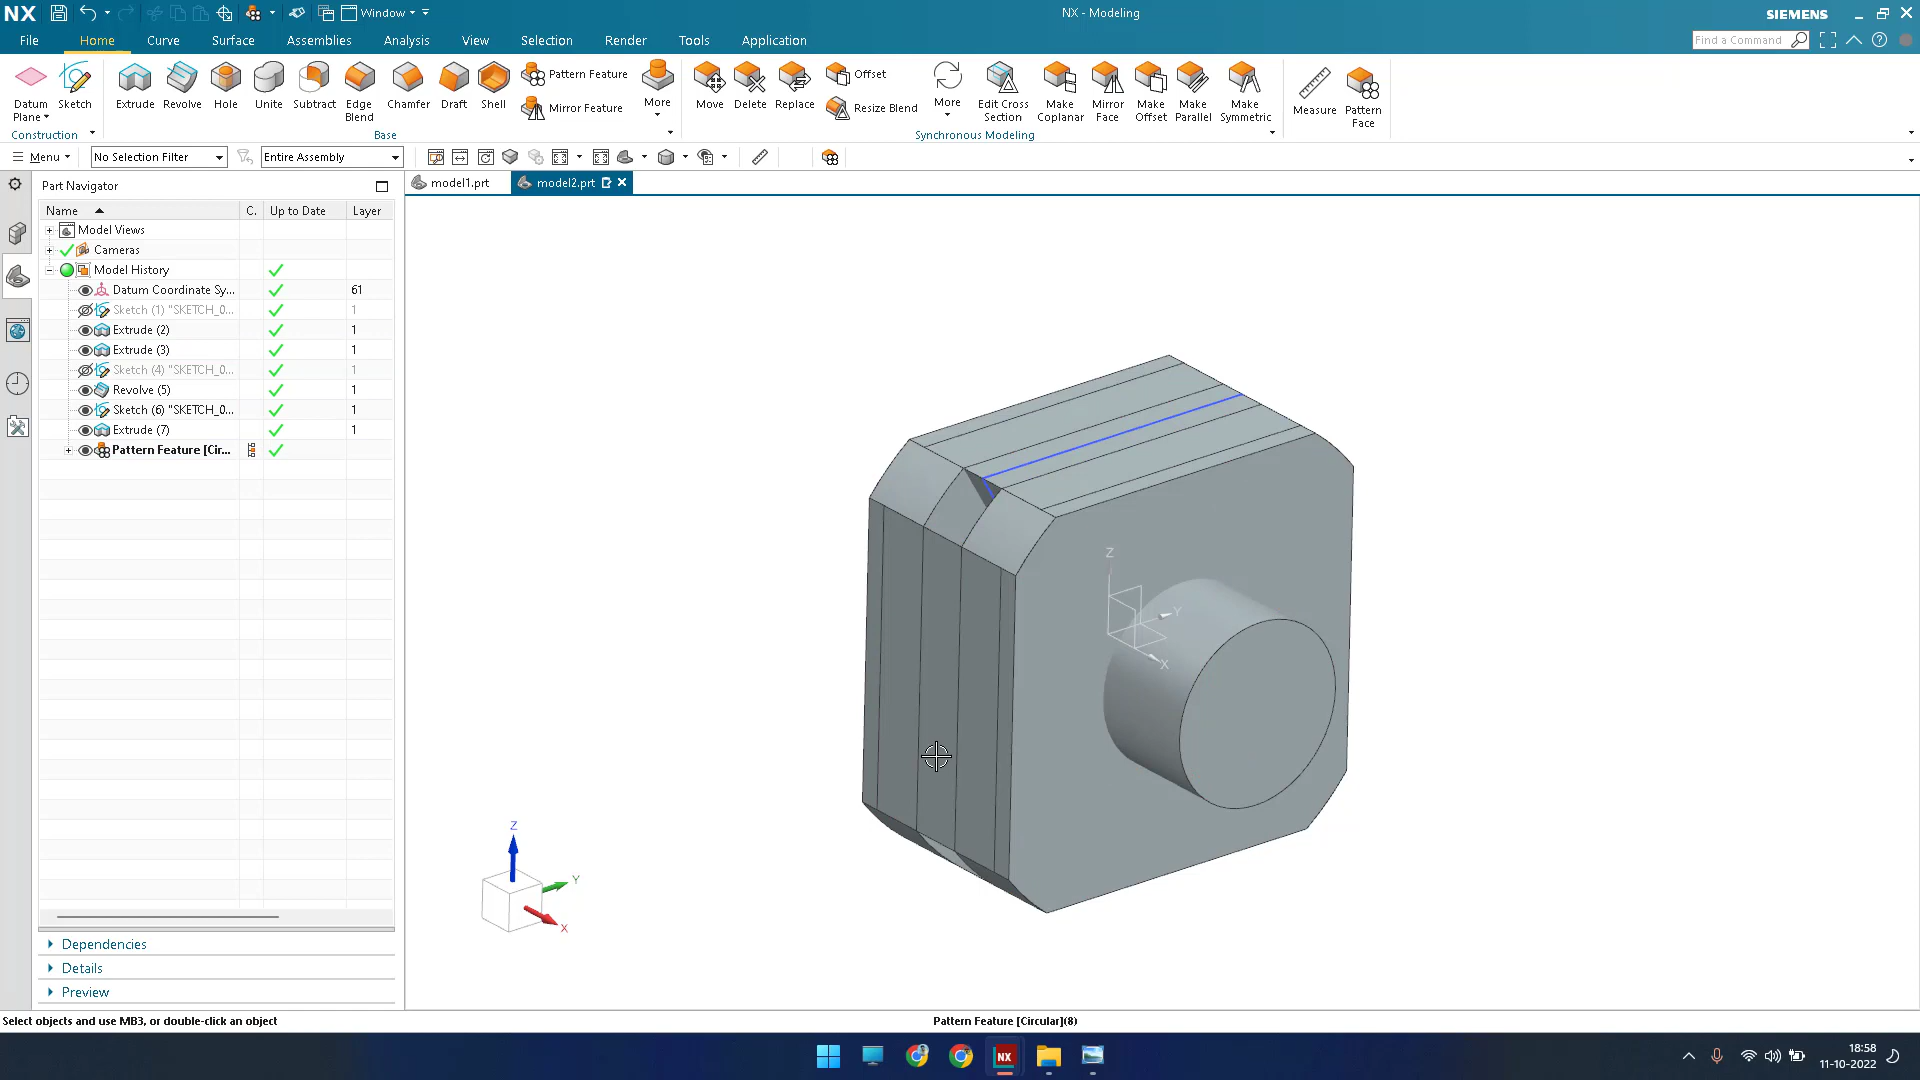 NX
Window
NX - Modeling
SIEMENS
File
Home
Curve
Surface
Assemblies
Analysis
View
Selection
Render
Tools
Application
Find a Command
Datum Plane
Sketch
Extrude
Revolve
Hole
Unite
Subtract
Edge Blend
Chamfer
Draft
Shell
Pattern Feature
Mirror Feature
More
Move
Delete
Replace
Offset
Resize Blend
More
Edit Cross Section
Make Coplanar
Mirror Face
Make Offset
Make Parallel
Make Symmetric
Measure
Pattern Face
Construction
Base
Synchronous Modeling
Menu
No Selection Filter
Entire Assembly
Part Navigator
model1.prt
model2.prt
Name C. Up to Date Layer
Model Views
Cameras
Model History
Datum Coordinate Sy... 61
Sketch (1) "SKETCH_0... 1
Extrude (2) 1
Extrude (3) 1
Sketch (4) "SKETCH_0... 1
Revolve (5) 1
Sketch (6) "SKETCH_0... 1
Extrude (7) 1
Pattern Feature [Cir...
Z
Y
X
Z
Y
X
Dependencies
Details
Preview
Select objects and use MB3, or double-click an object
Pattern Feature [Circular](8)
NX
18:58
11-10-2022